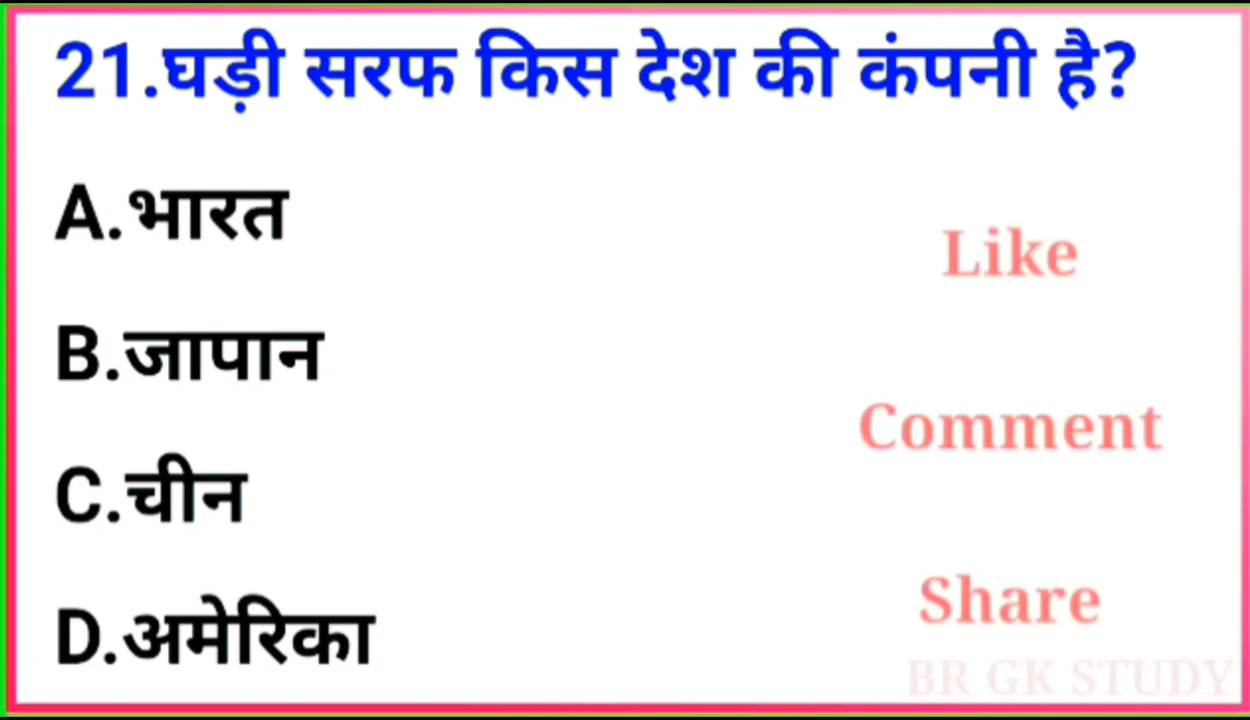 21.घड़ी सरफ किस देश की कंपनी है?
A.भारत
Like
B.जापान
Comment
C.चीन
Share
D.अमेरिका
BR GK STUDY